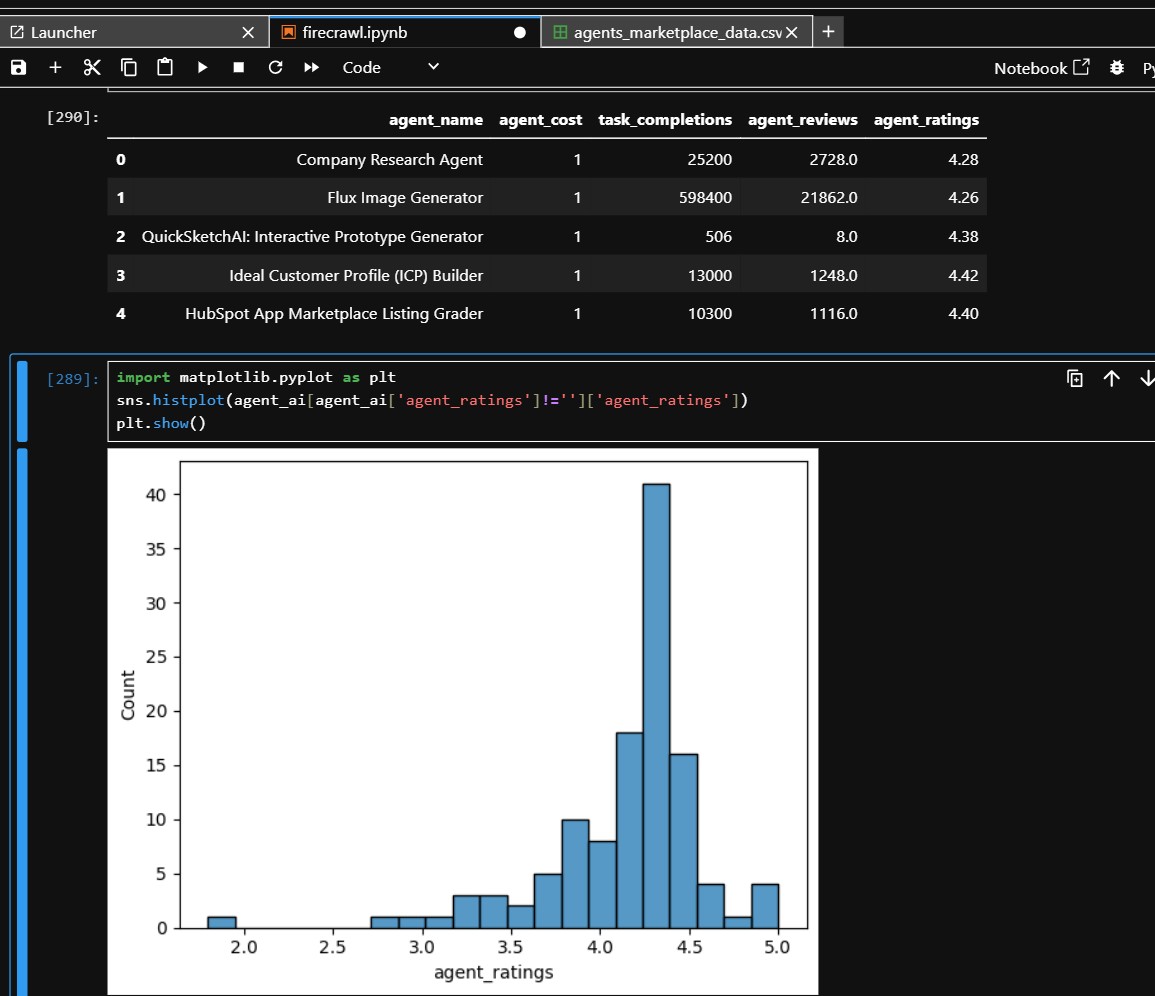 Launcher firecrawl.ipynb agents_marketplace_data.csv
Code Notebook Py
[290]:
agent_name agent_cost task_completions agent_reviews agent_ratings
0 Company Research Agent 1 25200 2728.0 4.28
1 Flux Image Generator 1 598400 21862.0 4.26
2 QuickSketchAI: Interactive Prototype Generator 1 506 8.0 4.38
3 Ideal Customer Profile (ICP) Builder 1 13000 1248.0 4.42
4 HubSpot App Marketplace Listing Grader 1 10300 1116.0 4.40
[289]:
import matplotlib.pyplot as plt
sns.histplot(agent_ai[agent_ai['agent_ratings']!='']['agent_ratings'])
plt.show()
40
35
30
25
20
15
10
5
0
Count
2.0 2.5 3.0 3.5 4.0 4.5 5.0
agent_ratings